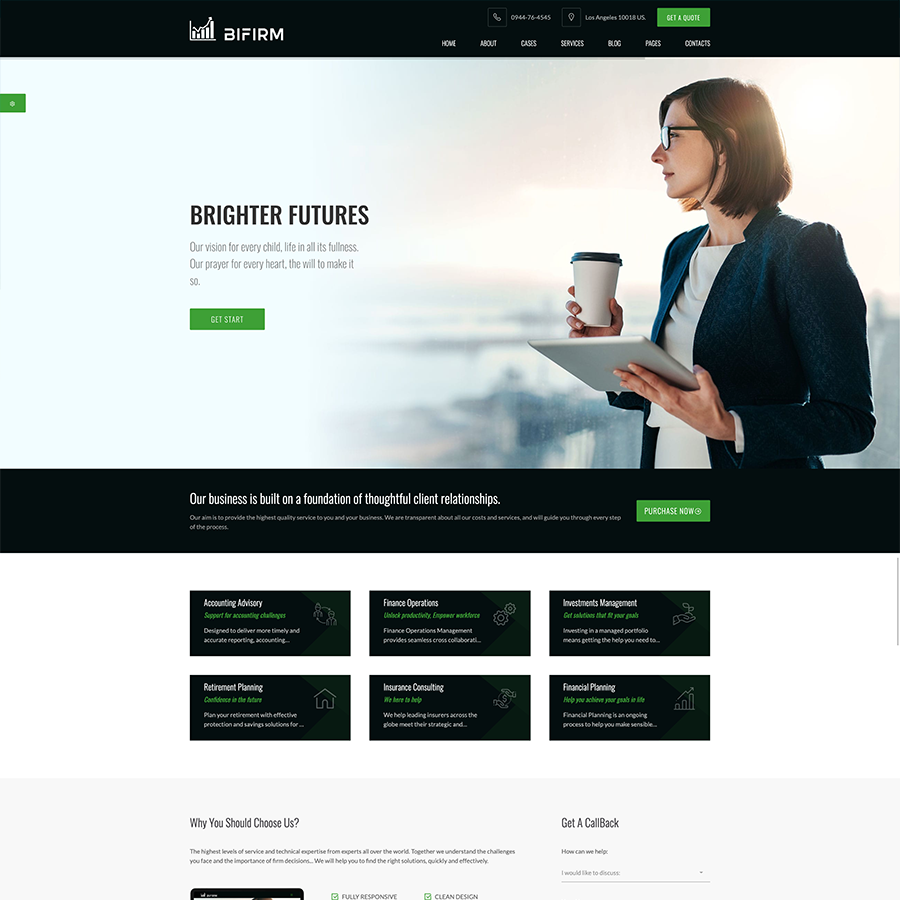 BIFIRM
0944-76-4545
Los Angeles 10018 US.
GET A QUOTE
HOME ABOUT CASES SERVICES BLOG PAGES CONTACTS
BRIGHTER FUTURES
Our vision for every child, life in all its fullness.
Our prayer for every heart, the will to make it
so.
GET START
Our business is built on a foundation of thoughtful client relationships.
Our aim is to provide the highest quality service to you and your business. We are transparent about all our costs and services, and will guide you through every step
of the process.
PURCHASE NOW
Accounting Advisory
Support for accounting challenges
Designed to deliver more timely and
accurate reporting, accounting...
Finance Operations
Unlock productivity, Empower workforce
Finance Operations Management
provides seamless cross collaborati...
Investments Management
Get solutions that fit your goals
Investing in a managed portfolio
means getting the help you need to...
Retirement Planning
Confidence in the future
Plan your retirement with effective
protection and savings solutions for ...
Insurance Consulting
We here to help
We help leading insurers across the
globe meet their strategic and...
Financial Planning
Help you achieve your goals in life
Financial Planning is an ongoing
process to help you make sensible...
Why You Should Choose Us?
The highest levels of service and technical expertise from experts all over the world. Together we understand the challenges
you face and the importance of firm decisions... We will help you to find the right solutions, quickly and effectively.
FULLY RESPONSIVE
CLEAN DESIGN
Get A CallBack
How can we help:
I would like to discuss: